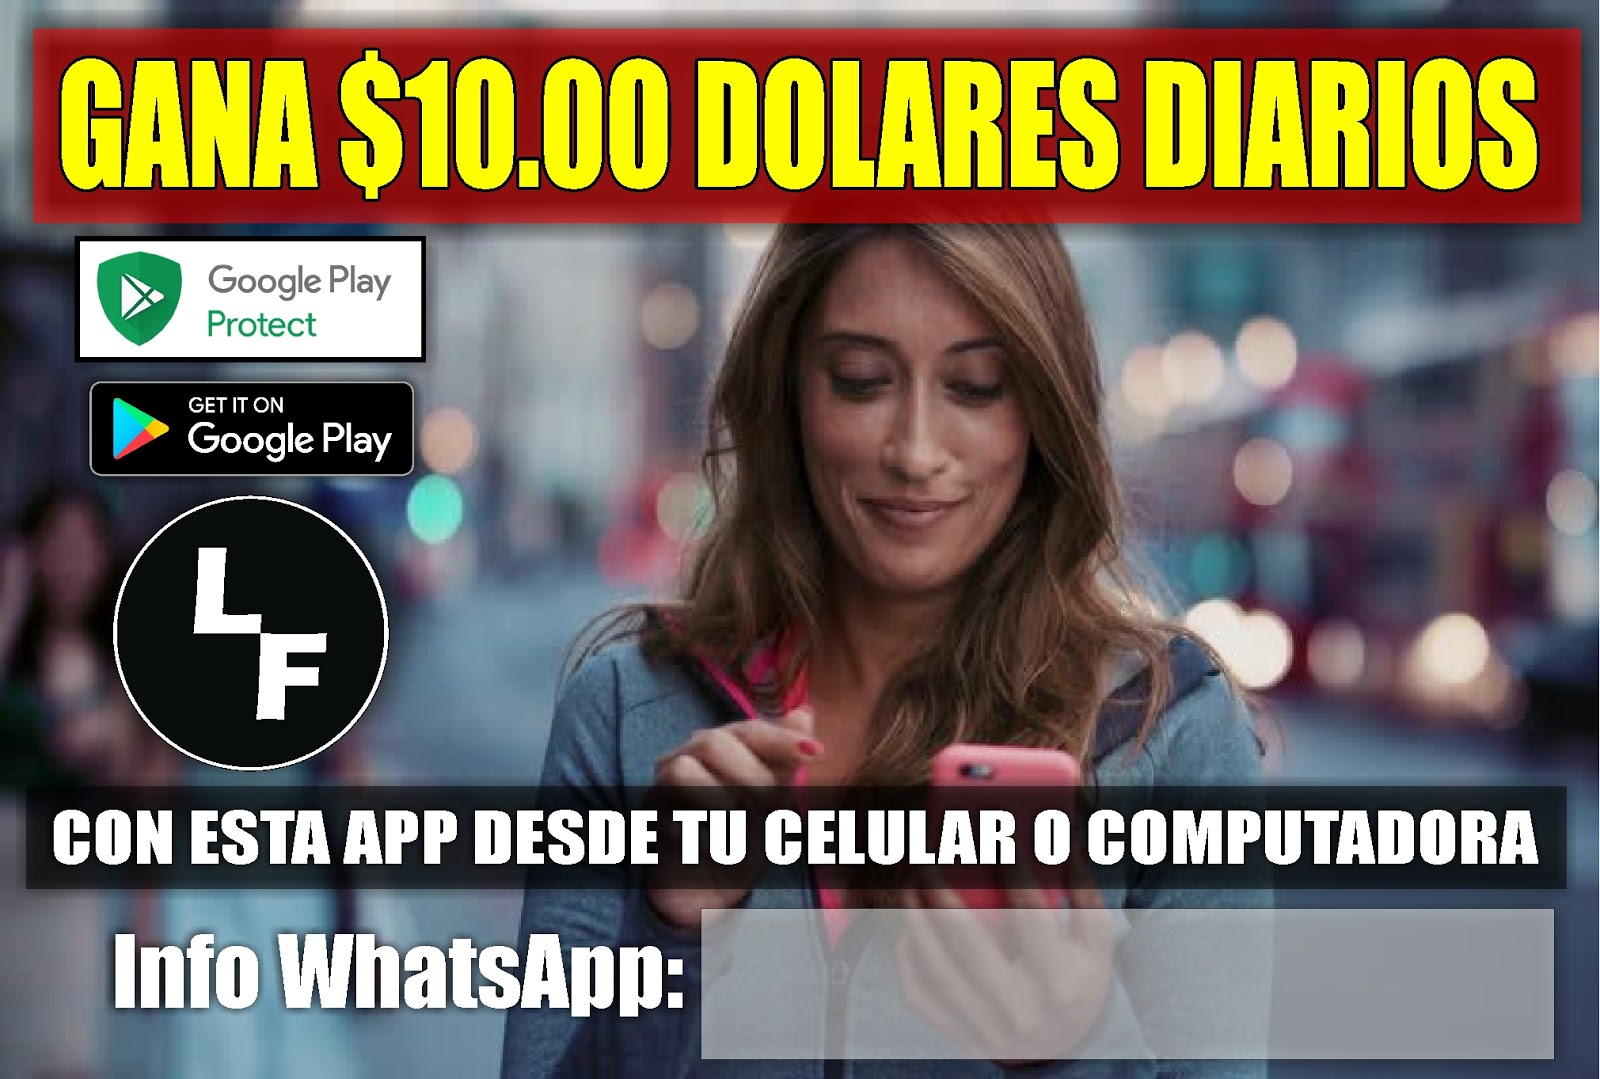 GANA $10.00 DOLARES DIARIOS
Google Play
Protect
GET IT ON
Google Play
L
F
CON ESTA APP DESDE TU CELULAR O COMPUTADORA
Info WhatsApp: